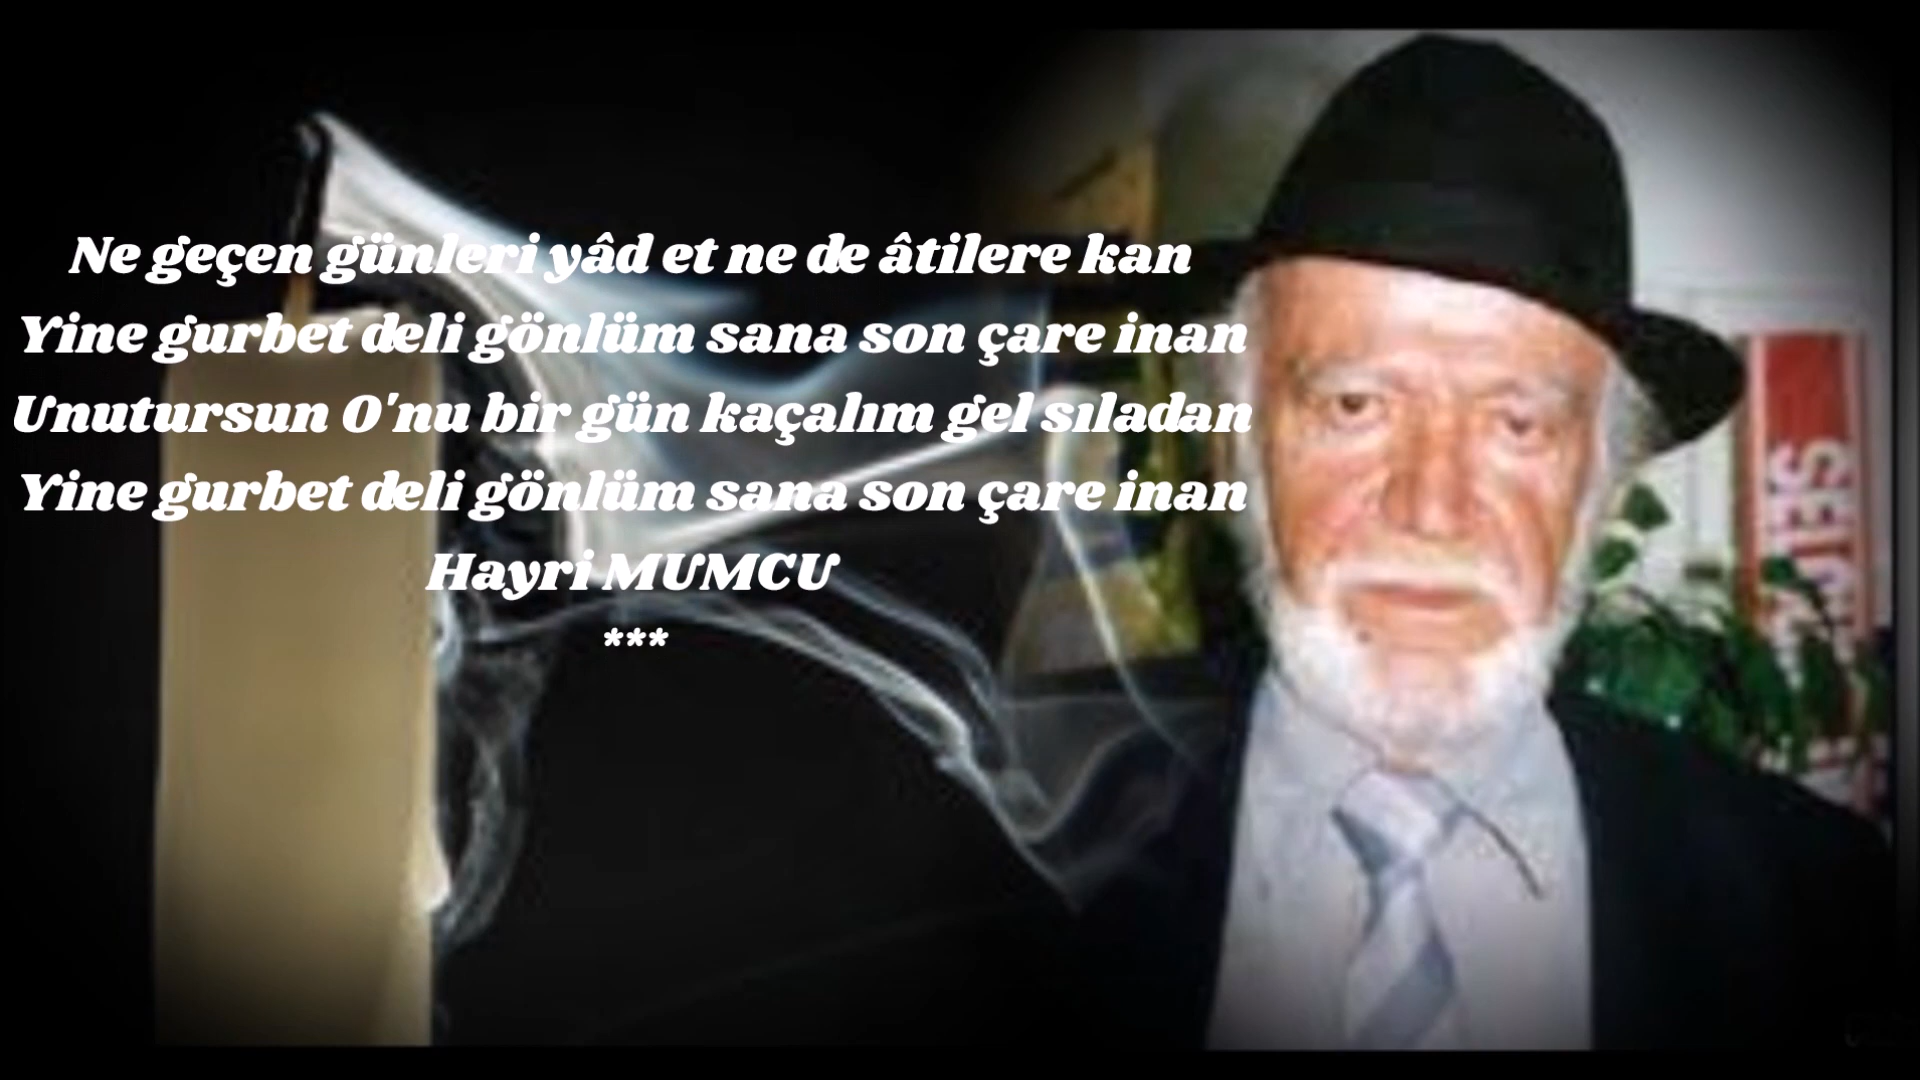 Ne geçen günleri yâd et ne de âtilere kan
Yine gurbet deli gönlüm sana son çare inan
Unutursun O'nu bir gün kaçalım gel sıladan
Yine gurbet deli gönlüm sana son çare inan
Hayri MUMCU
***